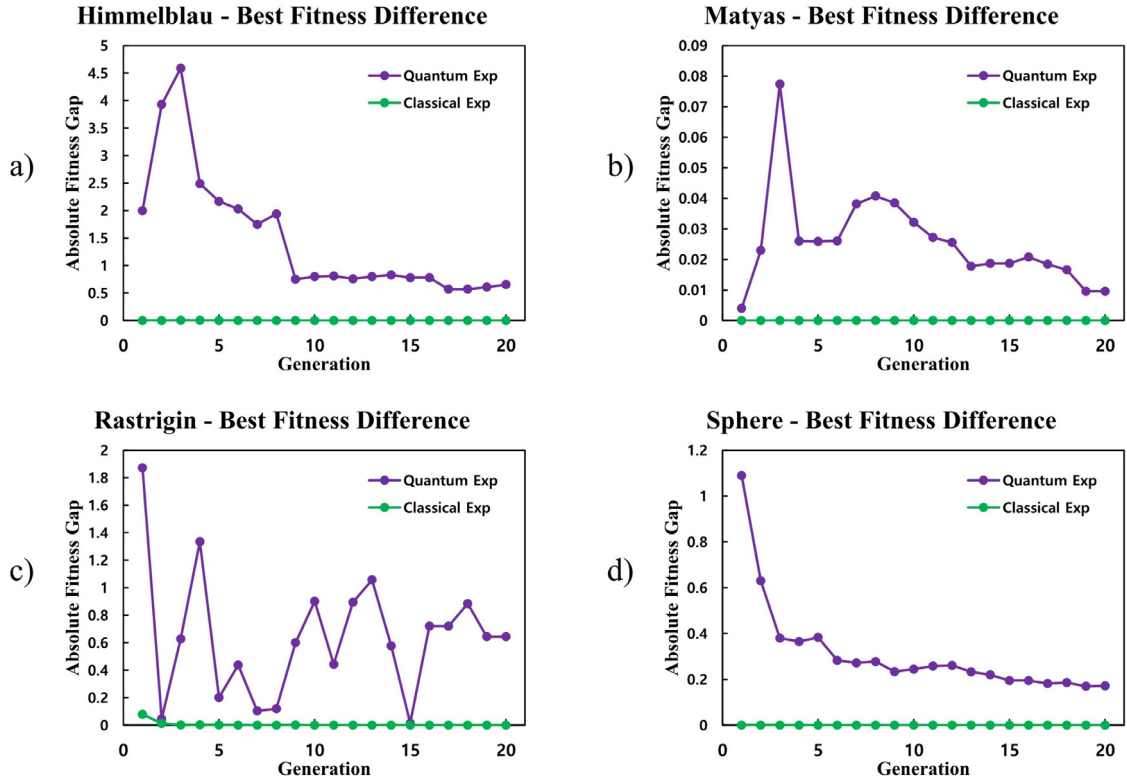 Himmelblau - Best Fitness Difference
5
4.5
4
3.5
3
2.5
2
1.5
1
0.5
0
Absolute Fitness Gap
Quantum Exp
Classical Exp
0 5 10 15 20
Generation
a)
Matyas - Best Fitness Difference
0.09
0.08
0.07
0.06
0.05
0.04
0.03
0.02
0.01
0
Absolute Fitness Gap
Quantum Exp
Classical Exp
0 5 10 15 20
Generation
b)
Rastrigin - Best Fitness Difference
2
1.8
1.6
1.4
1.2
1
0.8
0.6
0.4
0.2
0
Absolute Fitness Gap
Quantum Exp
Classical Exp
0 5 10 15 20
Generation
c)
Sphere - Best Fitness Difference
1.2
1
0.8
0.6
0.4
0.2
0
Absolute Fitness Gap
Quantum Exp
Classical Exp
0 5 10 15 20
Generation
d)